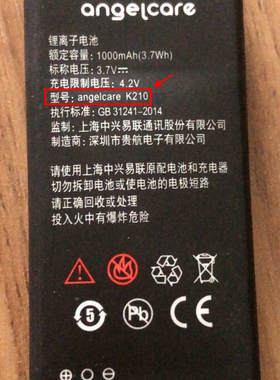 angelcare
锂离子电池
额定容量: 1000mAh(3.7Wh)
标称电压: 3.7V⎓
充电限制电压: 4.2V
型号: angelcare K210
执行标准: GB 31241-2014
监制: 上海中兴易联通讯股份有限公司
制造商: 深圳市贵航电子有限公司
请使用上海中兴易联原配电池和充电器
切勿拆卸电池或使电池的电极短路
请回收或处理
投入火中有爆炸危险
5